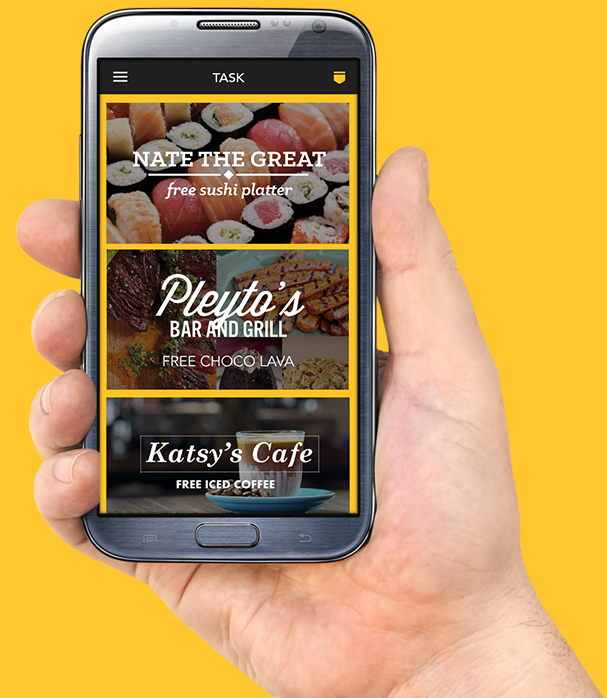 TASK
NATE THE GREAT
free sushi platter
Pleyto's
BAR AND GRILL
FREE CHOCO LAVA
Katsy's Cafe
FREE ICED COFFEE